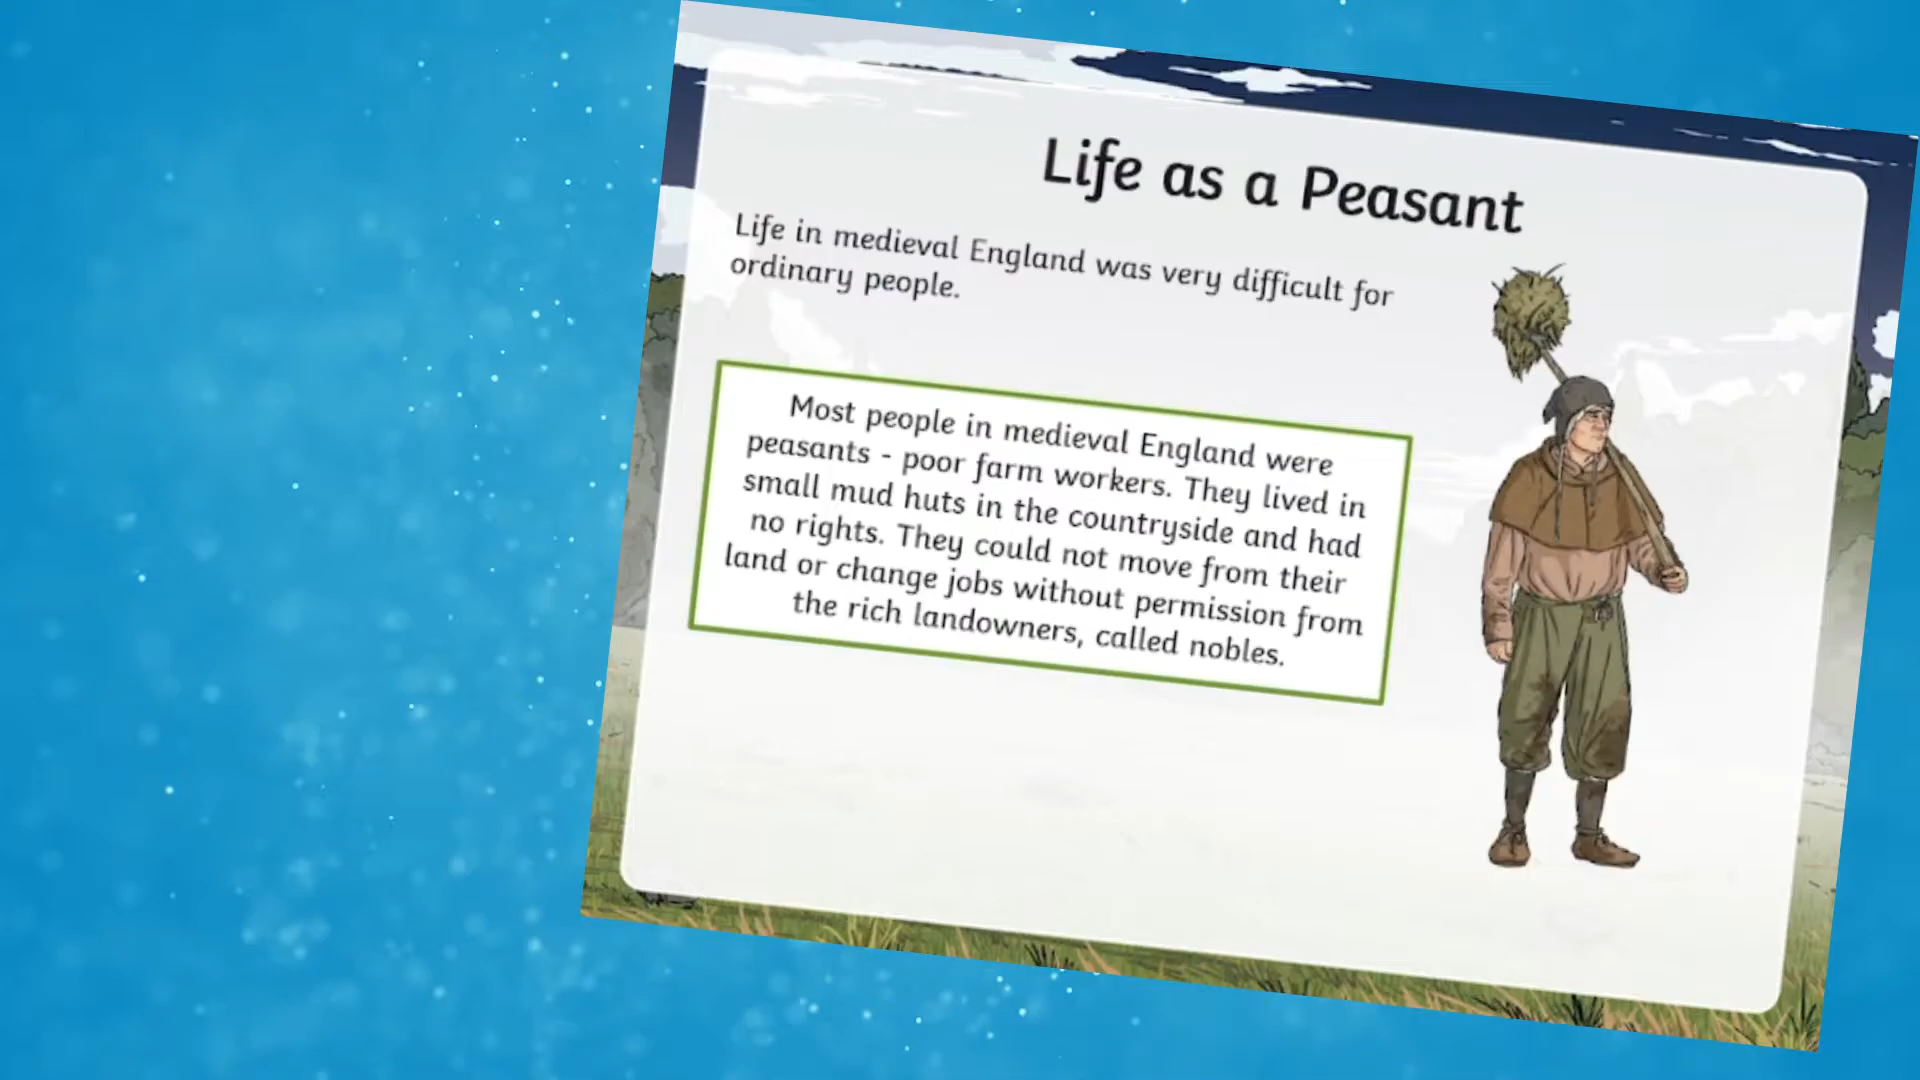 Life as a Peasant
Life in medieval England was very difficult for
ordinary people.
Most people in medieval England were
peasants - poor farm workers. They lived in
small mud huts in the countryside and had
no rights. They could not move from their
land or change jobs without permission from
the rich landowners, called nobles.